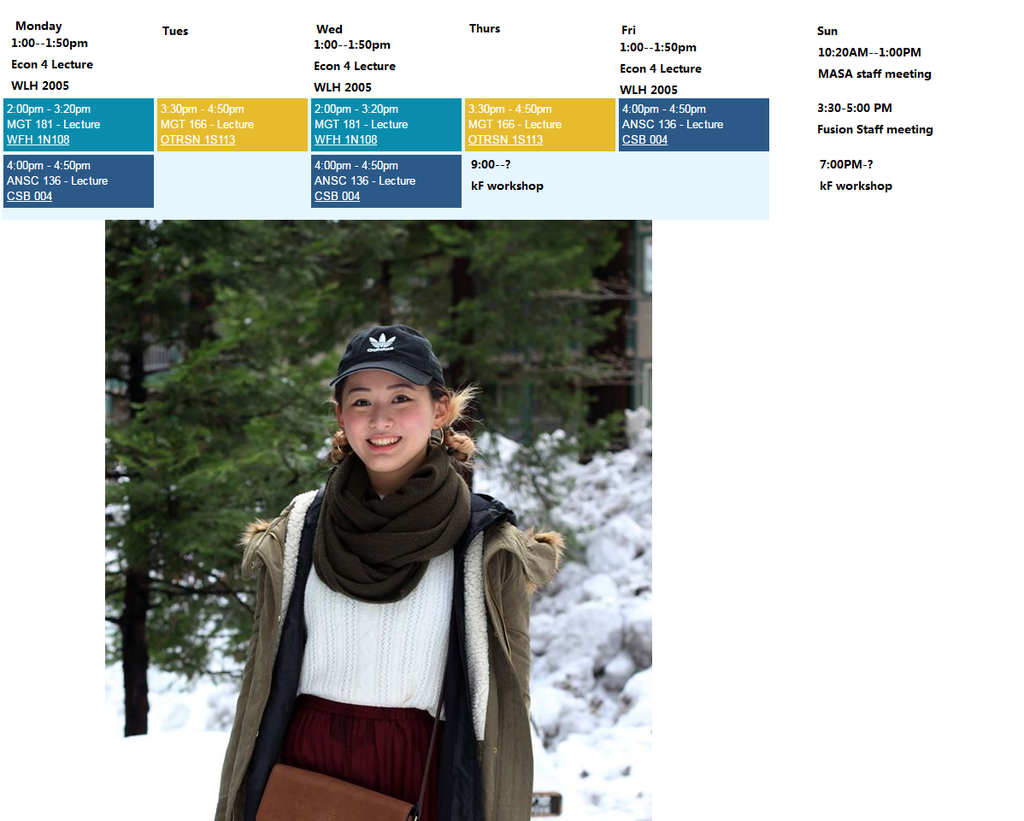 Monday
1:00--1:50pm
Econ 4 Lecture
WLH 2005
2:00pm - 3:20pm
MGT 181 - Lecture
WFH 1N108
4:00pm - 4:50pm
ANSC 136 - Lecture
CSB 004
Tues
3:30pm - 4:50pm
MGT 166 - Lecture
OTRSN 1S113
Wed
1:00--1:50pm
Econ 4 Lecture
WLH 2005
2:00pm - 3:20pm
MGT 181 - Lecture
WFH 1N108
4:00pm - 4:50pm
ANSC 136 - Lecture
CSB 004
Thurs
3:30pm - 4:50pm
MGT 166 - Lecture
OTRSN 1S113
9:00--?
kF workshop
Fri
1:00--1:50pm
Econ 4 Lecture
WLH 2005
4:00pm - 4:50pm
ANSC 136 - Lecture
CSB 004
Sun
10:20AM--1:00PM
MASA staff meeting
3:30-5:00 PM
Fusion Staff meeting
7:00PM-?
kF workshop
adidas